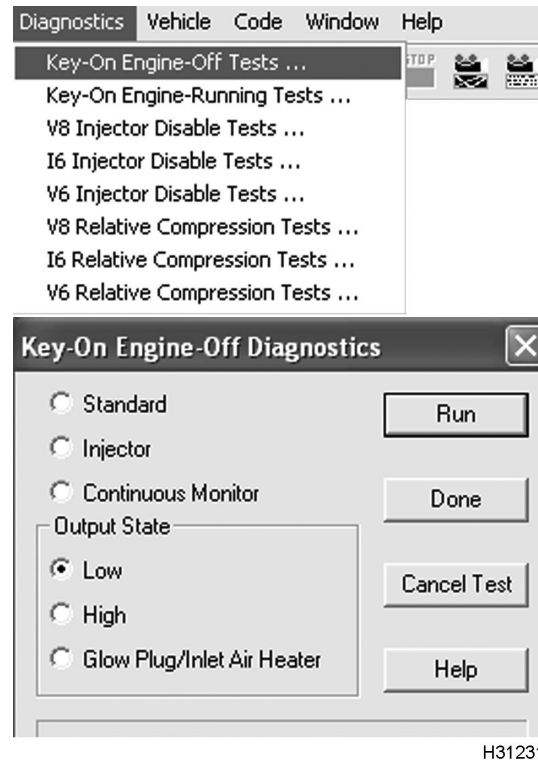 Diagnostics Vehicle Code Window Help
Key-On Engine-Off Tests ...
STOP
Key-On Engine-Running Tests ...
V8 Injector Disable Tests ...
I6 Injector Disable Tests ...
V6 Injector Disable Tests ...
V8 Relative Compression Tests ...
I6 Relative Compression Tests ...
V6 Relative Compression Tests ...
Key-On Engine-Off Diagnostics
Standard
Run
Injector
Continuous Monitor
Done
Output State
Low
Cancel Test
High
Glow Plug/Inlet Air Heater
Help